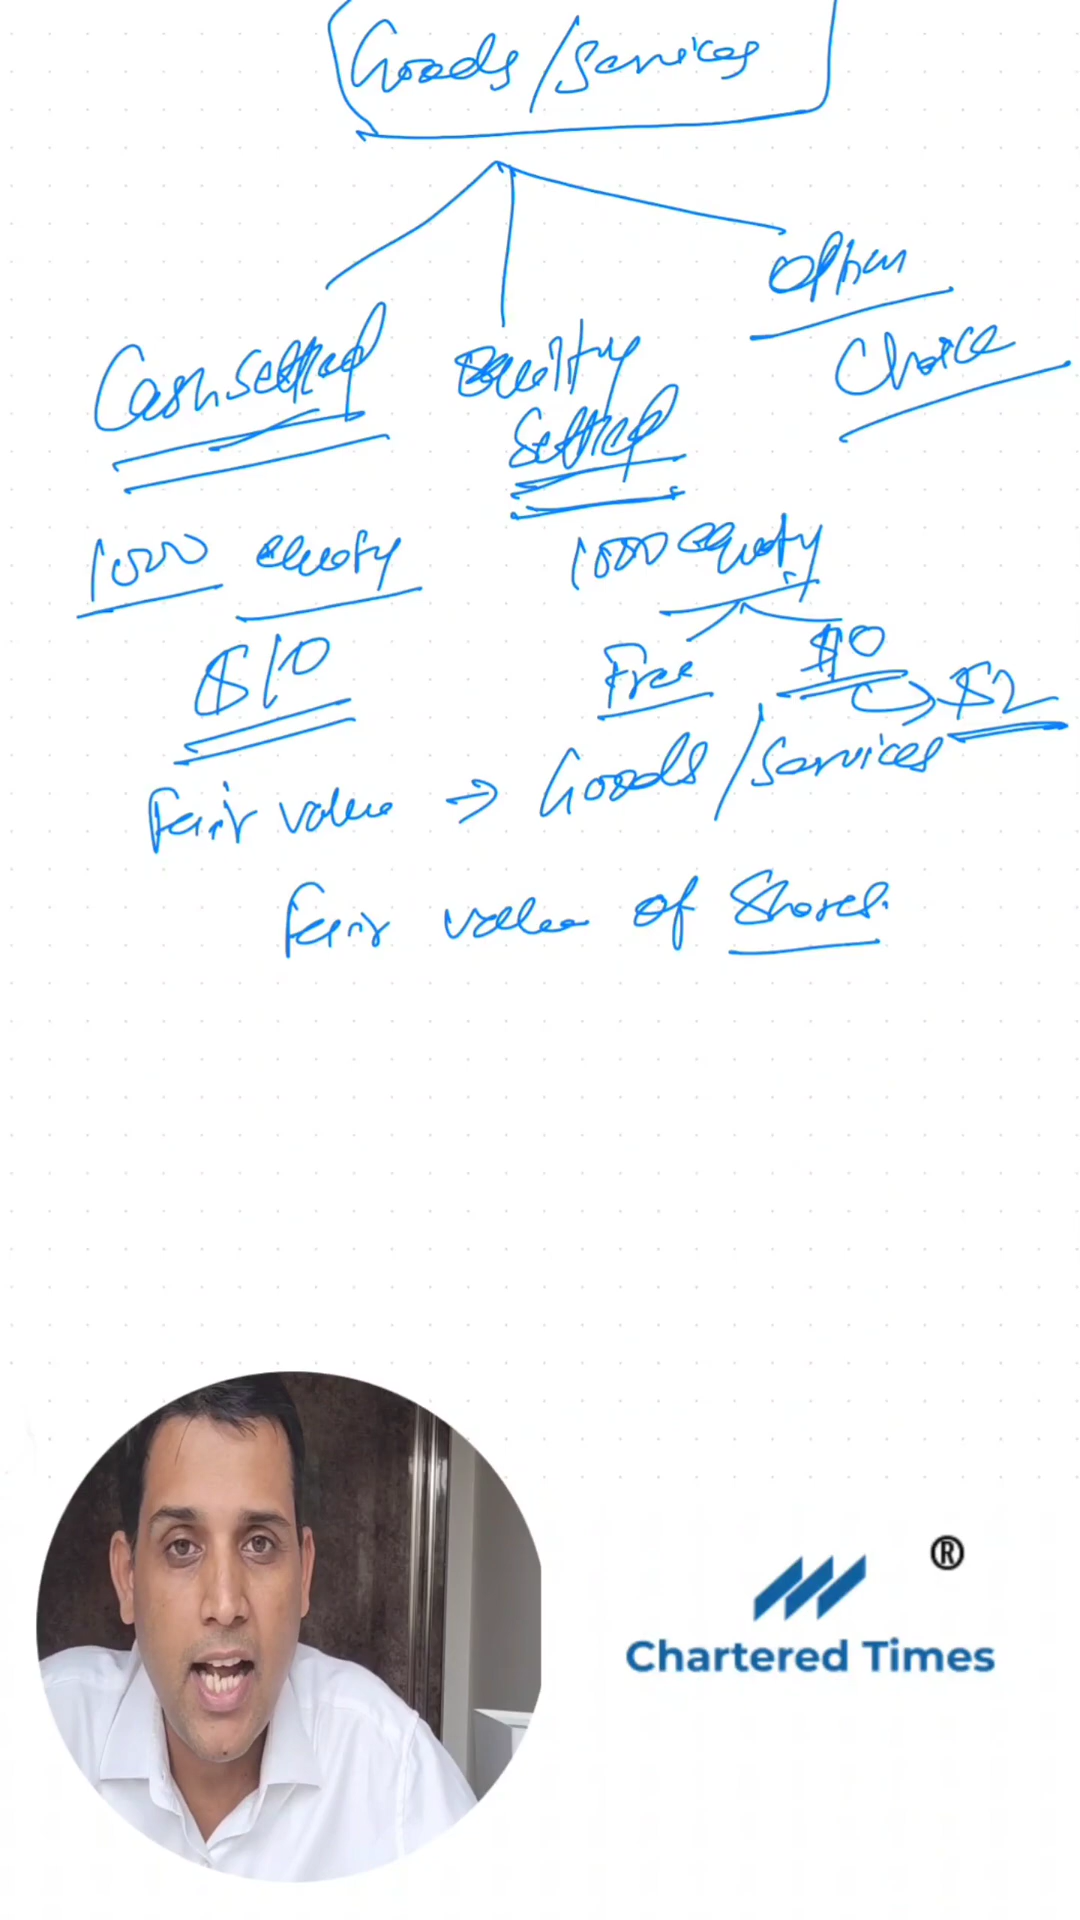 Goods/Services
Option
Choice
Cash settled
Equity
Settled
1000 equity
1000 equity
$10
Free
$10
$2
Fair value → Goods/Services
Fair value of Shares.
®
Chartered Times